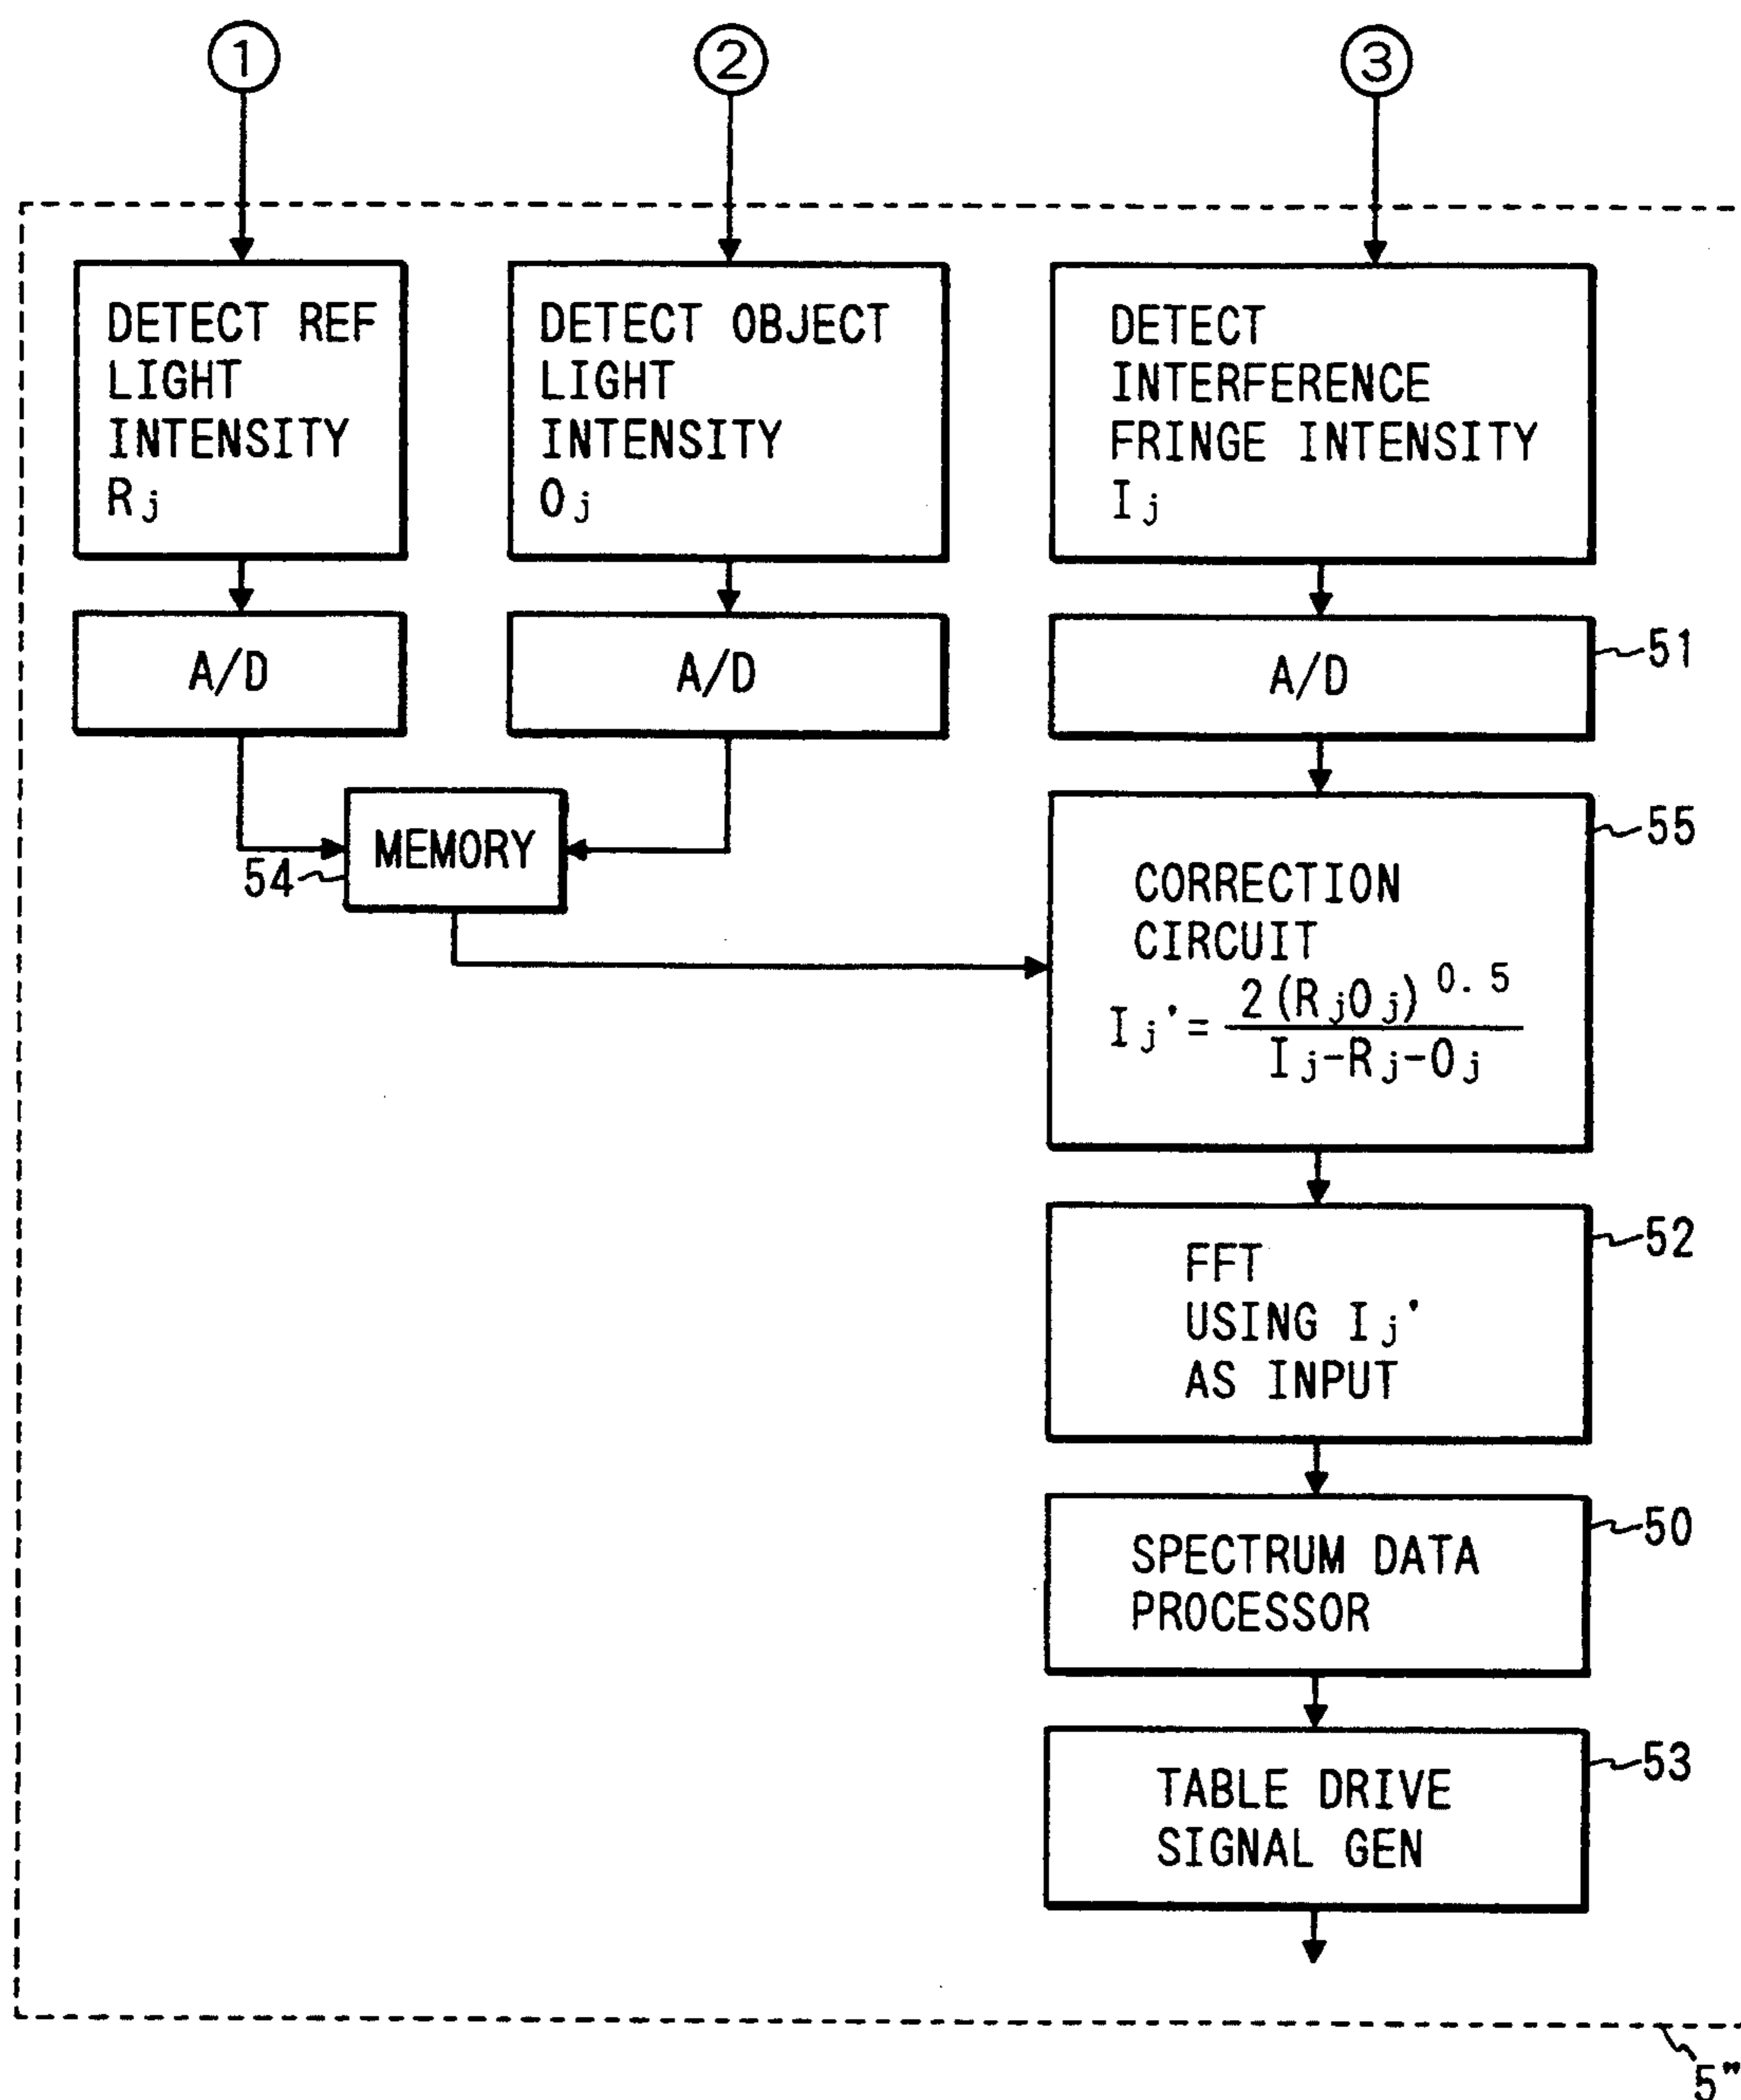 ① ② ③
DETECT REF
LIGHT
INTENSITY
Rj
DETECT OBJECT
LIGHT
INTENSITY
Oj
DETECT
INTERFERENCE
FRINGE INTENSITY
Ij
A/D
A/D
A/D
51
MEMORY
54
55
CORRECTION
CIRCUIT
Ij' = 2(RjOj)^0.5 / Ij-Rj-Oj
52
FFT
USING Ij'
AS INPUT
50
SPECTRUM DATA
PROCESSOR
53
TABLE DRIVE
SIGNAL GEN
5"